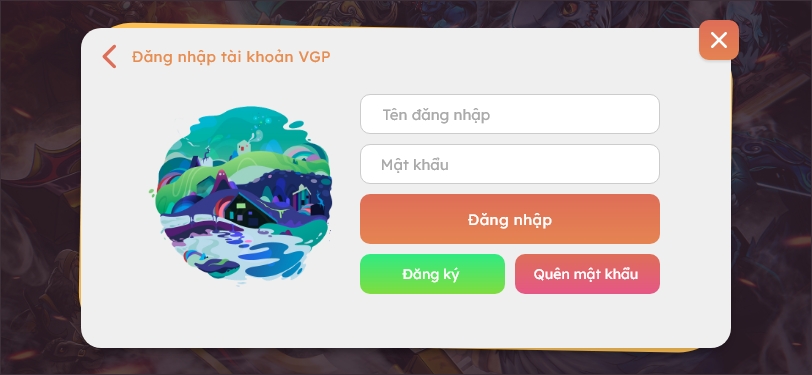 Đăng nhập tài khoản VGP
Tên đăng nhập
Mật khẩu
Đăng nhập
Đăng ký
Quên mật khẩu